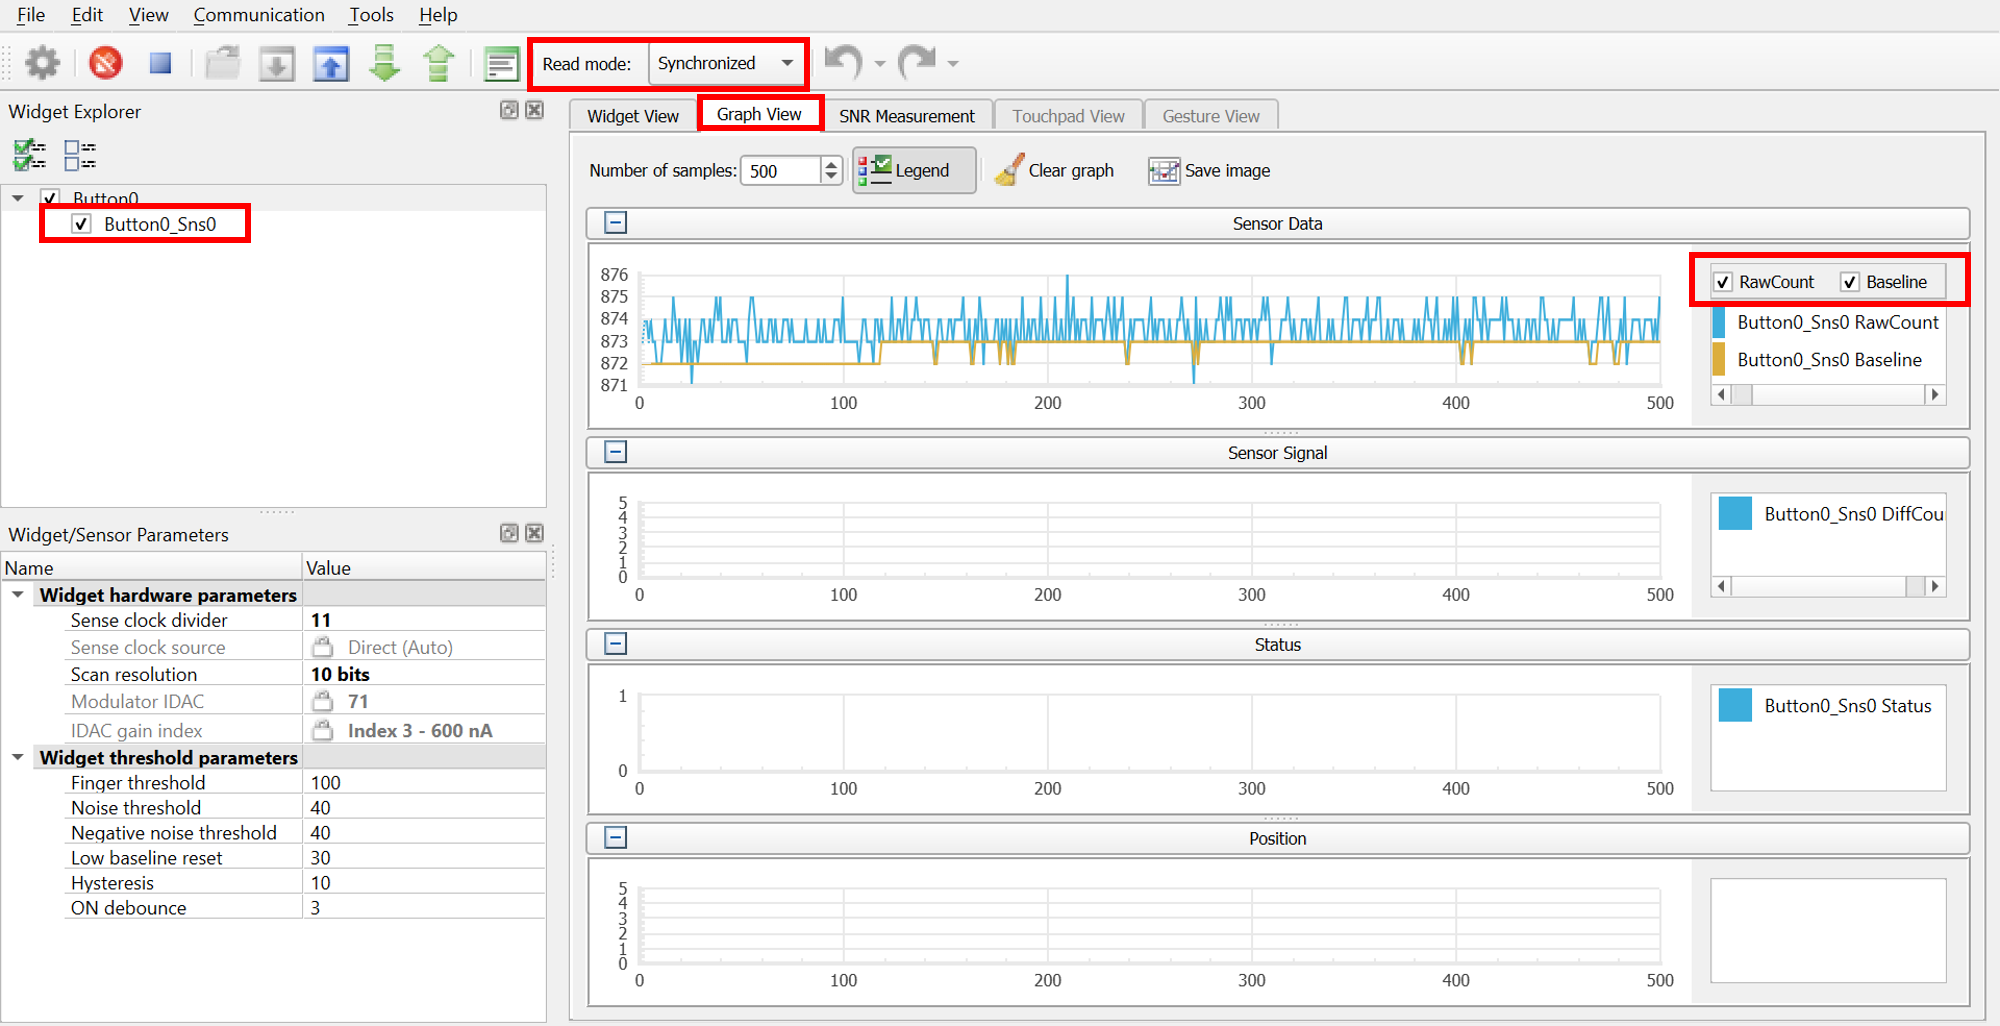 File Edit View Communication Tools Help
Read mode: Synchronized
Widget Explorer
Button0
Button0_Sns0
Widget/Sensor Parameters
Name Value
Widget hardware parameters
Sense clock divider 11
Sense clock source Direct (Auto)
Scan resolution 10 bits
Modulator IDAC 71
IDAC gain index Index 3 - 600 nA
Widget threshold parameters
Finger threshold 100
Noise threshold 40
Negative noise threshold 40
Low baseline reset 30
Hysteresis 10
ON debounce 3
Widget View Graph View SNR Measurement Touchpad View Gesture View
Number of samples: 500 Legend Clear graph Save image
Sensor Data
876
875
874
873
872
871
0 100 200 300 400 500
RawCount Baseline
Button0_Sns0 RawCount
Button0_Sns0 Baseline
Sensor Signal
5
4
3
2
1
0
0 100 200 300 400 500
Button0_Sns0 DiffCou
Status
1
0
0 100 200 300 400 500
Button0_Sns0 Status
Position
5
4
3
2
1
0
0 100 200 300 400 500